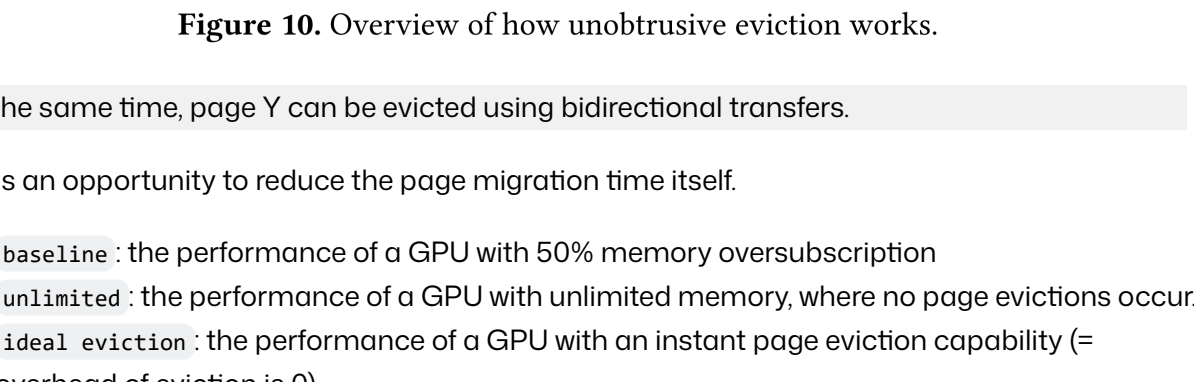 Figure 10. Overview of how unobtrusive eviction works.
he same time, page Y can be evicted using bidirectional transfers.
s an opportunity to reduce the page migration time itself.
baseline : the performance of a GPU with 50% memory oversubscription
unlimited : the performance of a GPU with unlimited memory, where no page evictions occur.
ideal eviction : the performance of a GPU with an instant page eviction capability (=
overhead of eviction is 0)